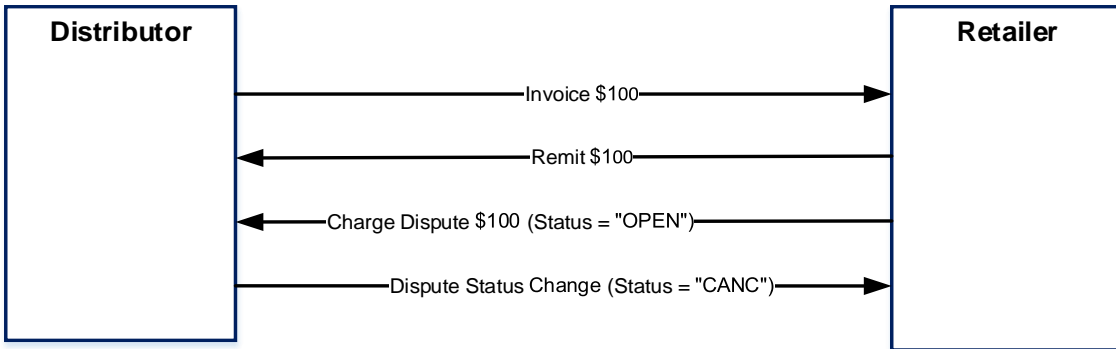 Distributor
Retailer
Invoice $100
Remit $100
Charge Dispute $100 (Status = "OPEN")
Dispute Status Change (Status = "CANC")